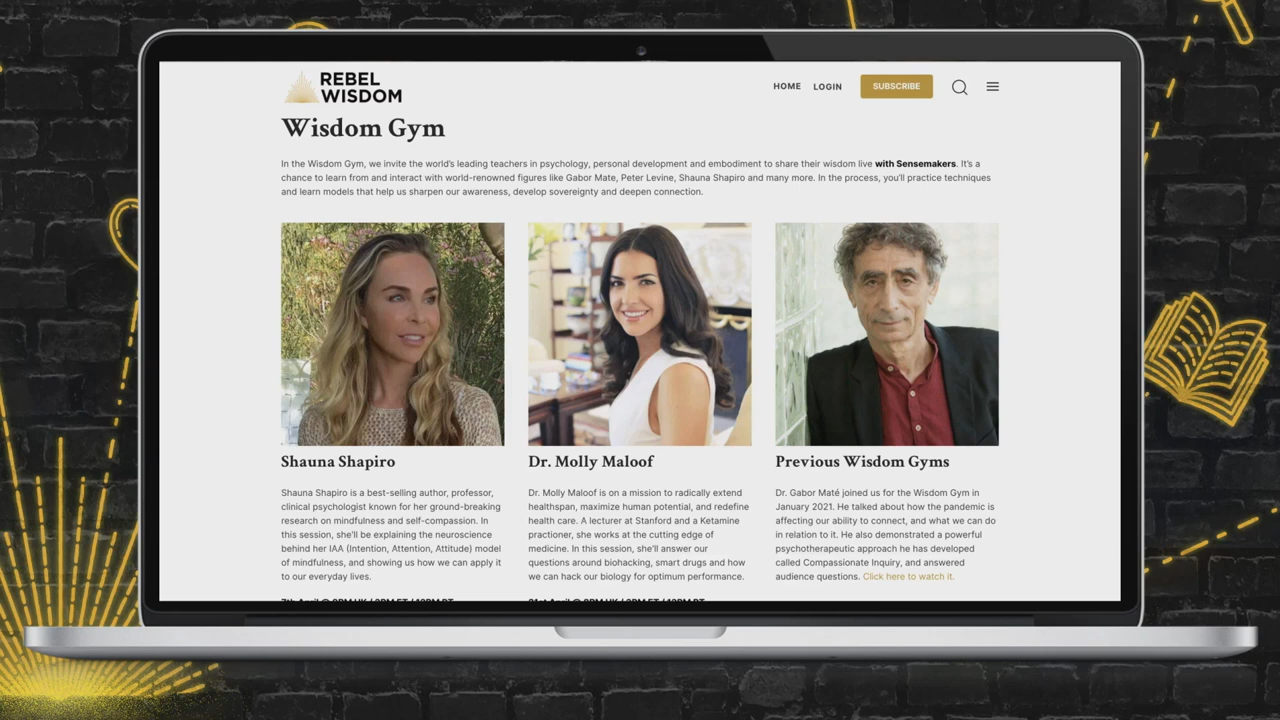 REBEL
WISDOM
HOME
LOGIN
SUBSCRIBE
Wisdom Gym
In the Wisdom Gym, we invite the world's leading teachers in psychology, personal development and embodiment to share their wisdom live with Sensemakers. It's a
chance to learn from and interact with world-renowned figures like Gabor Mate, Peter Levine, Shauna Shapiro and many more. In the process, you'll practice techniques
and learn models that help us sharpen our awareness, develop sovereignty and deepen connection.
Shauna Shapiro
Shauna Shapiro is a best-selling author, professor,
clinical psychologist known for her ground-breaking
research on mindfulness and self-compassion. In
this session, she'll be explaining the neuroscience
behind her IAA (Intention, Attention, Attitude) model
of mindfulness, and showing us how we can apply it
to our everyday lives.
Dr. Molly Maloof
Dr. Molly Maloof is on a mission to radically extend
healthspan, maximize human potential, and redefine
health care. A lecturer at Stanford and a Ketamine
practioner, she works at the cutting edge of
medicine. In this session, she'll answer our
questions around biohacking, smart drugs and how
we can hack our biology for optimum performance.
Previous Wisdom Gyms
Dr. Gabor Maté joined us for the Wisdom Gym in
January 2021. He talked about how the pandemic is
affecting our ability to connect, and what we can do
in relation to it. He also demonstrated a powerful
psychotherapeutic approach he has developed
called Compassionate Inquiry, and answered
audience questions. Click here to watch it.